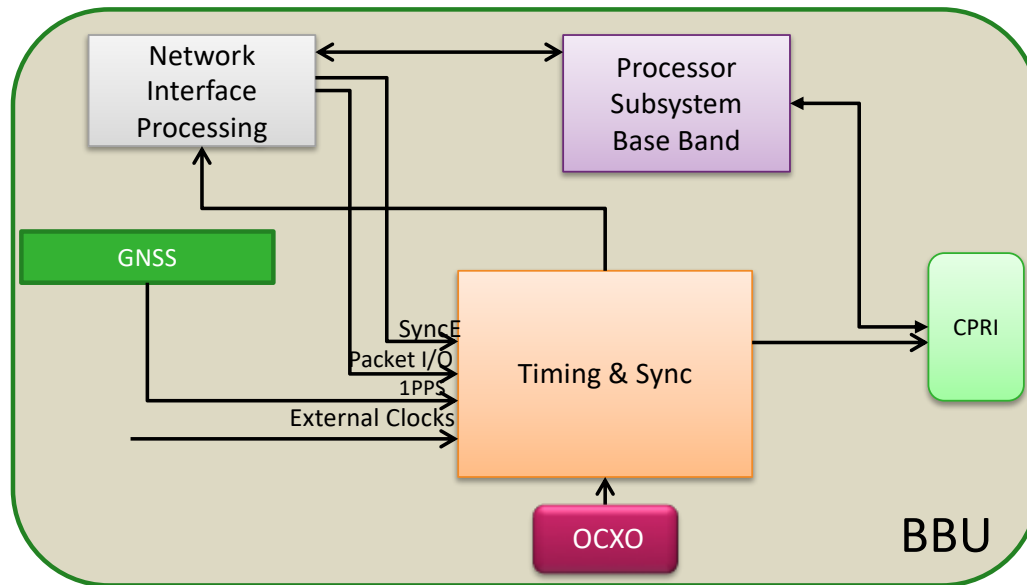 Network
Interface
Processing
Processor
Subsystem
Base Band
GNSS
SyncE
Packet I/O
1PPS
External Clocks
Timing & Sync
CPRI
OCXO
BBU